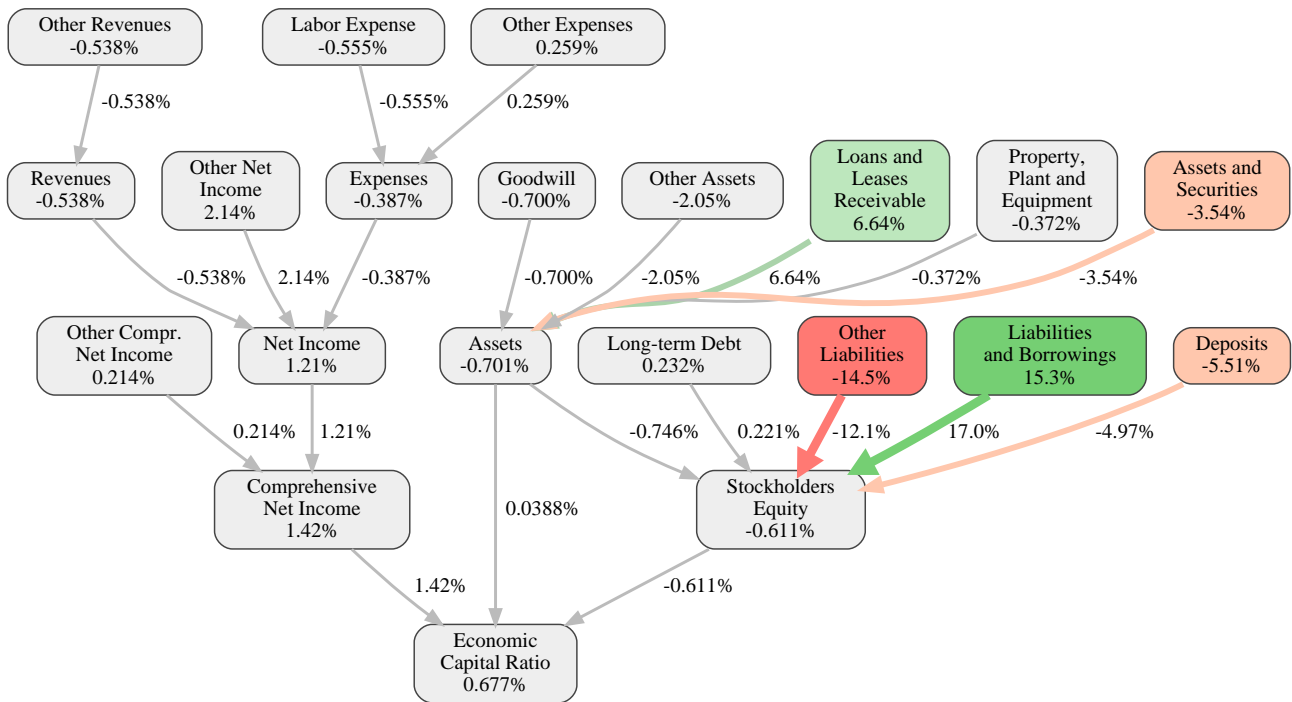 Other Revenues
-0.538%
Labor Expense
-0.555%
Other Expenses
0.259%
-0.538%
-0.555%
0.259%
Revenues
-0.538%
Other Net
Income
2.14%
Expenses
-0.387%
Goodwill
-0.700%
Other Assets
-2.05%
Loans and
Leases
Receivable
6.64%
Property,
Plant and
Equipment
-0.372%
Assets and
Securities
-3.54%
-0.538%
2.14%
-0.387%
-0.700%
-2.05%
6.64%
-0.372%
-3.54%
Other Compr.
Net Income
0.214%
Net Income
1.21%
Assets
-0.701%
Long-term Debt
0.232%
Other
Liabilities
-14.5%
Liabilities
and Borrowings
15.3%
Deposits
-5.51%
0.214%
1.21%
-0.746%
0.221%
-12.1%
17.0%
-4.97%
Comprehensive
Net Income
1.42%
0.0388%
Stockholders
Equity
-0.611%
1.42%
-0.611%
Economic
Capital Ratio
0.677%